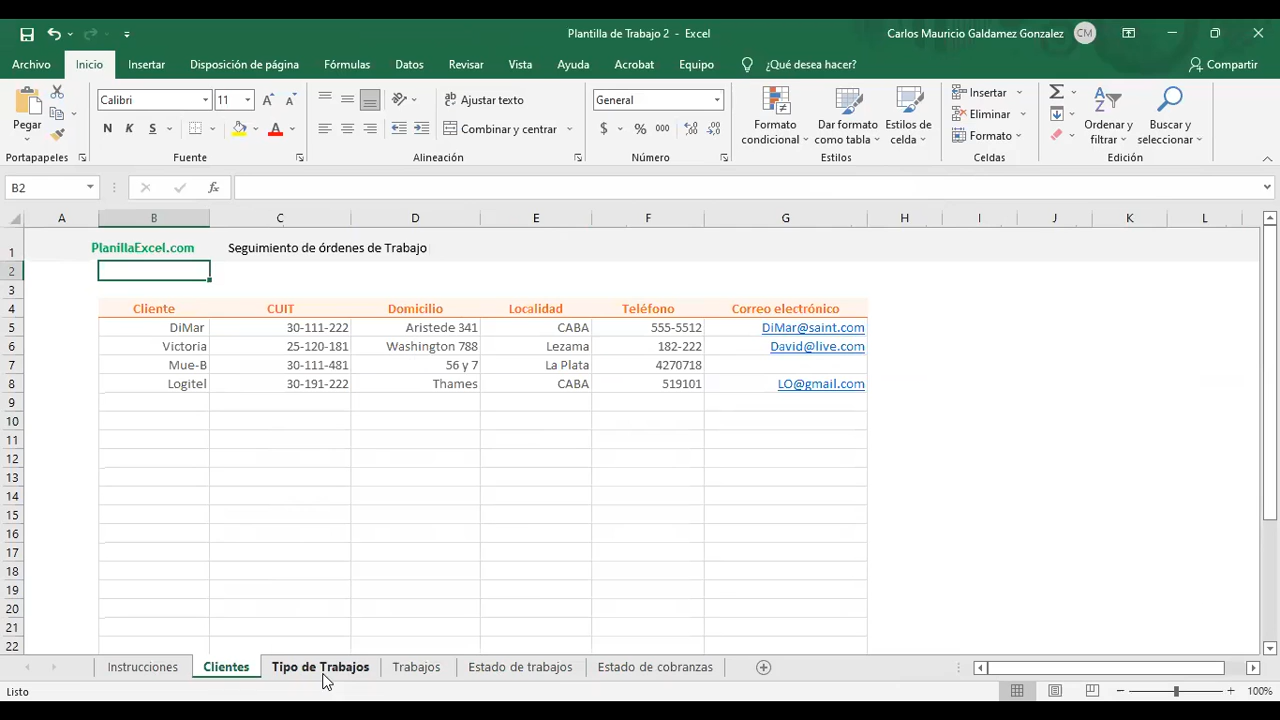 Plantilla de Trabajo 2 - Excel
Carlos Mauricio Galdamez Gonzalez
CM
Archivo
Inicio
Insertar
Disposición de página
Fórmulas
Datos
Revisar
Vista
Ayuda
Acrobat
Equipo
¿Qué desea hacer?
Compartir
Pegar
Portapapeles
Calibri
11
N K S
Fuente
Ajustar texto
Combinar y centrar
Alineación
General
$ % 000
Número
Formato condicional
Dar formato como tabla
Estilos de celda
Estilos
Insertar
Eliminar
Formato
Celdas
Ordenar y filtrar
Buscar y seleccionar
Edición
B2
fx
A B C D E F G H I J K L
1 PlanillaExcel.com Seguimiento de órdenes de Trabajo
2
3
4 Cliente CUIT Domicilio Localidad Teléfono Correo electrónico
5 DiMar 30-111-222 Aristede 341 CABA 555-5512 DiMar@saint.com
6 Victoria 25-120-181 Washington 788 Lezama 182-222 David@live.com
7 Mue-B 30-111-481 56 y 7 La Plata 4270718
8 Logitel 30-191-222 Thames CABA 519101 LO@gmail.com
9
10
11
12
13
14
15
16
17
18
19
20
21
22
Instrucciones
Clientes
Tipo de Trabajos
Trabajos
Estado de trabajos
Estado de cobranzas
Listo
100%